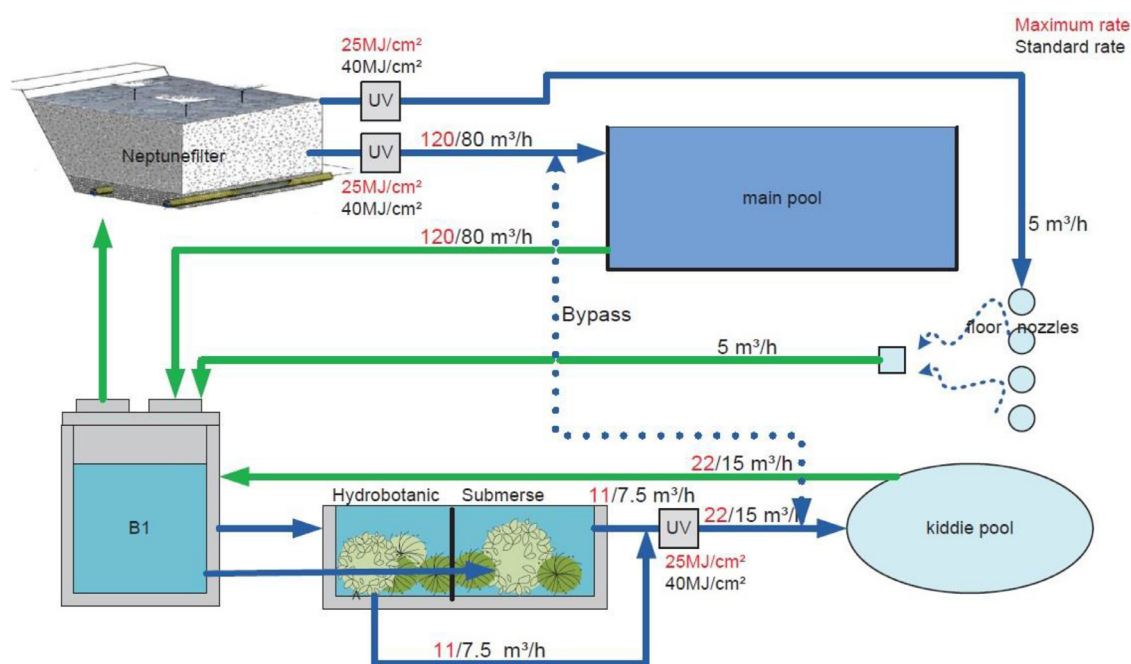 Maximum rate
Standard rate
25MJ/cm²
40MJ/cm²
UV
Neptunefilter
UV
120/80 m³/h
25MJ/cm²
40MJ/cm²
main pool
5 m³/h
120/80 m³/h
Bypass
floor nozzles
5 m³/h
22/15 m³/h
Hydrobotanic
Submerse
11/7.5 m³/h
B1
UV
22/15 m³/h
kiddie pool
25MJ/cm²
40MJ/cm²
11/7.5 m³/h